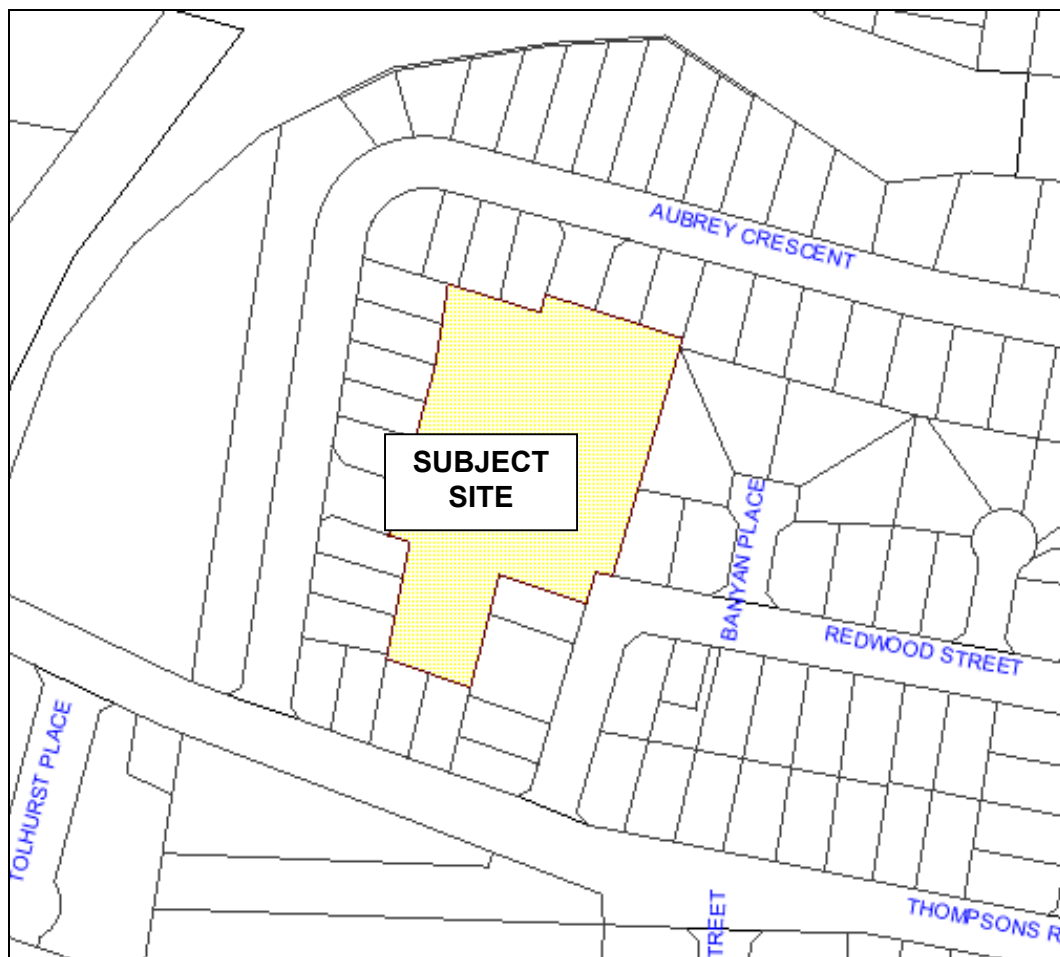 AUBREY CRESCENT
SUBJECT
SITE
BANYAN PLACE
REDWOOD STREET
TOLHURST PLACE
THOMPSONS R
TREET